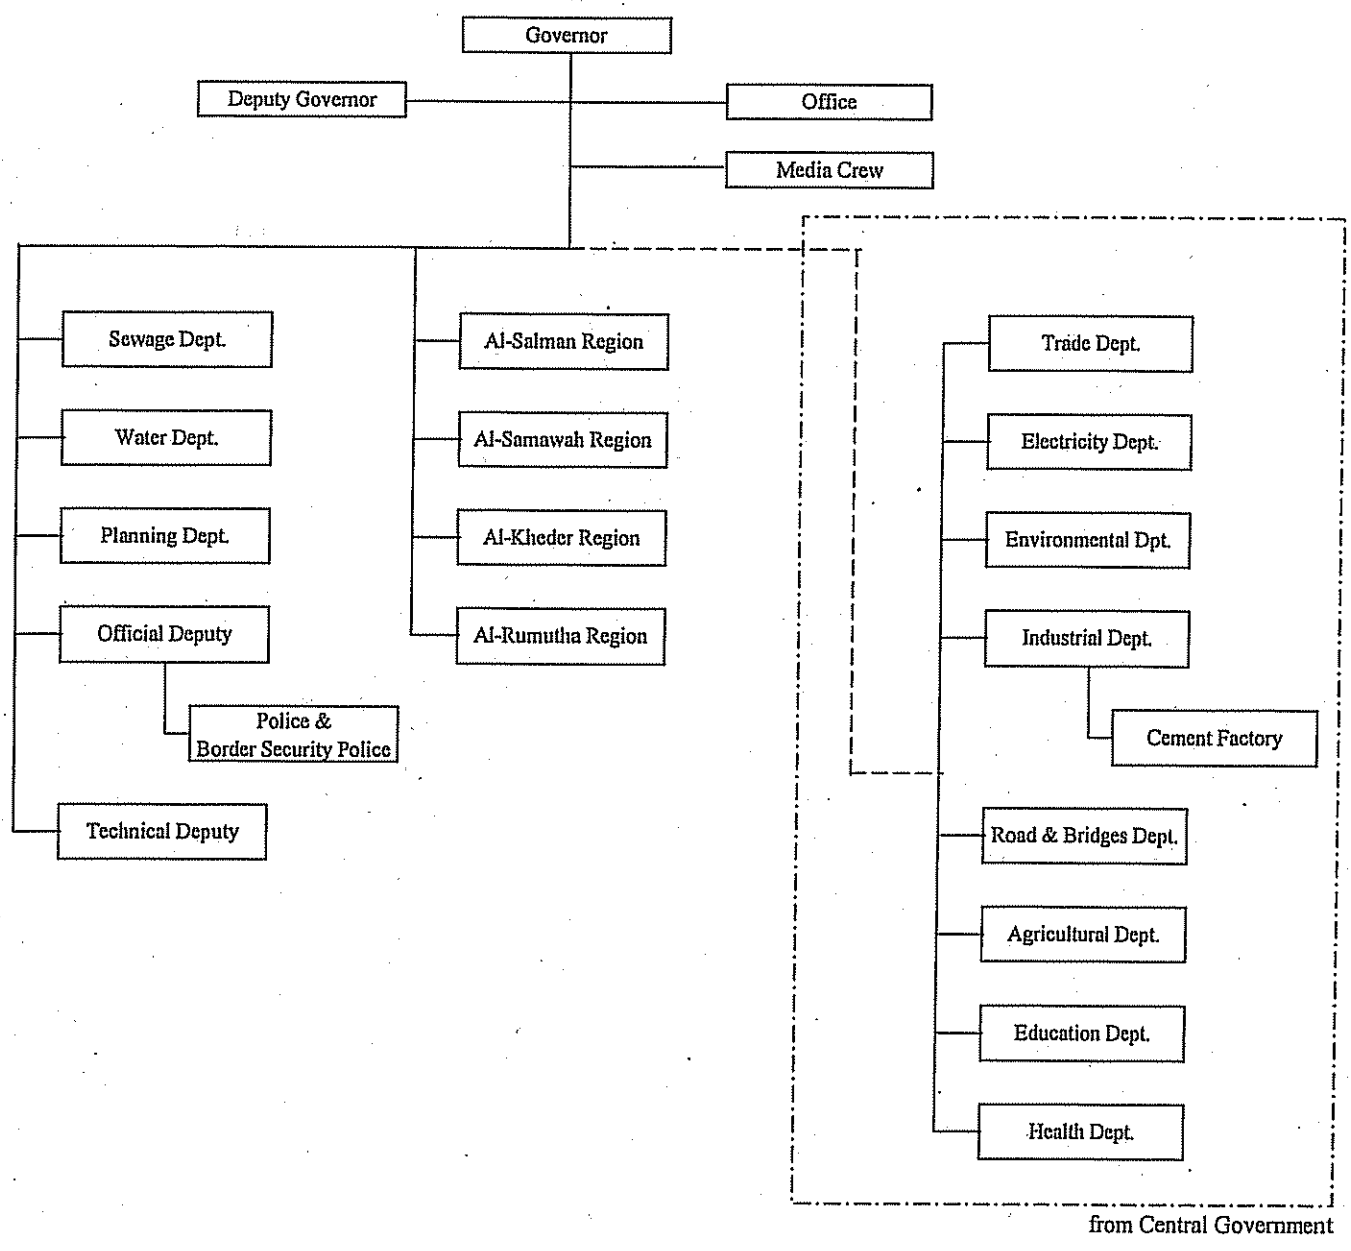 Governor
Deputy Governor
Office
Media Crew
Sewage Dept.
Water Dept.
Planning Dept.
Official Deputy
Police &
Border Security Police
Technical Deputy
Al-Salman Region
Al-Samawah Region
Al-Kheder Region
Al-Rumutha Region
Trade Dept.
Electricity Dept.
Environmental Dpt.
Industrial Dept.
Cement Factory
Road & Bridges Dept.
Agricultural Dept.
Education Dept.
Health Dept.
from Central Government